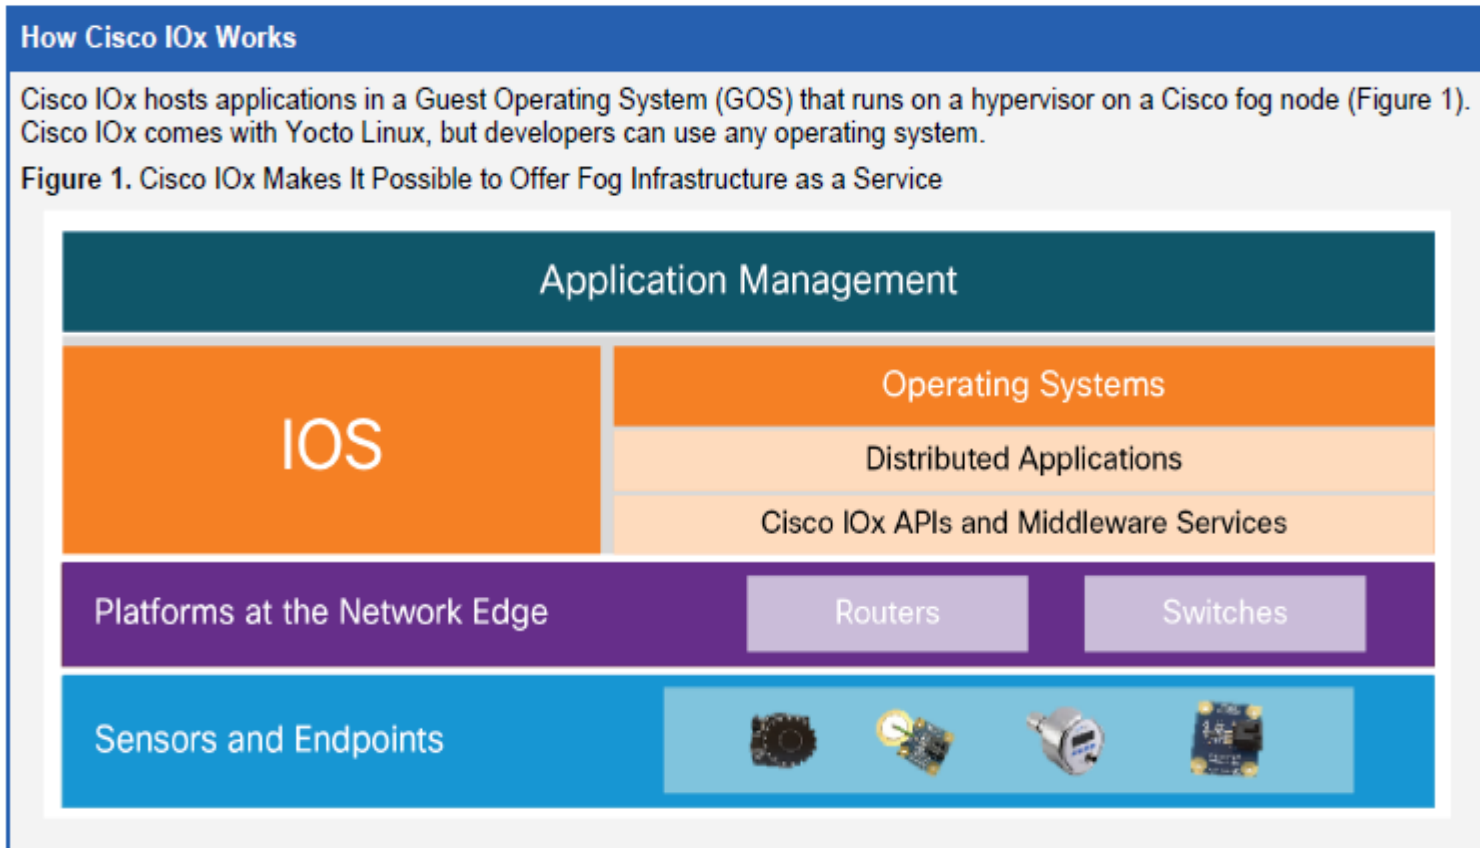 How Cisco IOx Works
Cisco IOx hosts applications in a Guest Operating System (GOS) that runs on a hypervisor on a Cisco fog node (Figure 1).
Cisco IOx comes with Yocto Linux, but developers can use any operating system.
Figure 1. Cisco IOx Makes It Possible to Offer Fog Infrastructure as a Service
Application Management
IOS
Operating Systems
Distributed Applications
Cisco IOx APIs and Middleware Services
Platforms at the Network Edge
Routers
Switches
Sensors and Endpoints